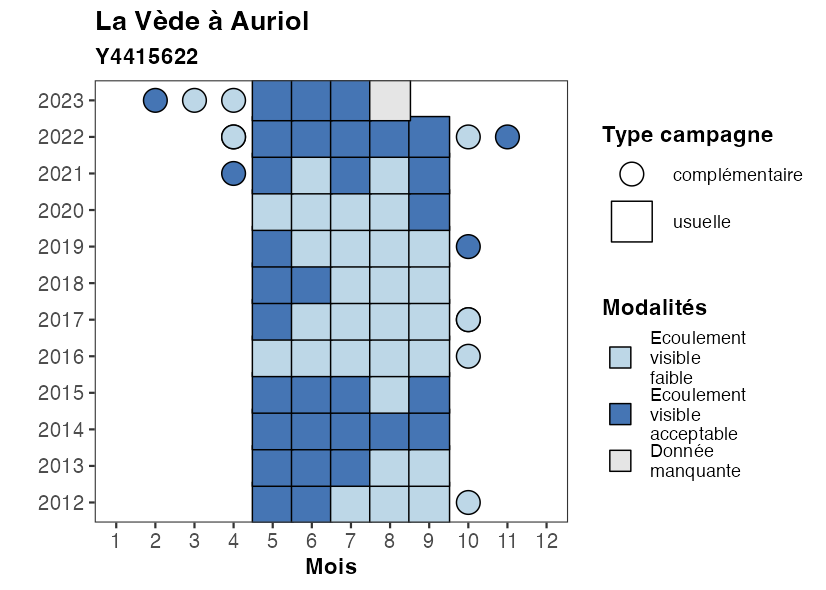 La Vède à Auriol
Y4415622
2023
2022
2021
2020
2019
2018
2017
2016
2015
2014
2013
2012
1 2 3 4 5 6 7 8 9 10 11 12
Mois
Type campagne
complémentaire
usuelle
Modalités
Ecoulement
visible
faible
Ecoulement
visible
acceptable
Donnée
manquante